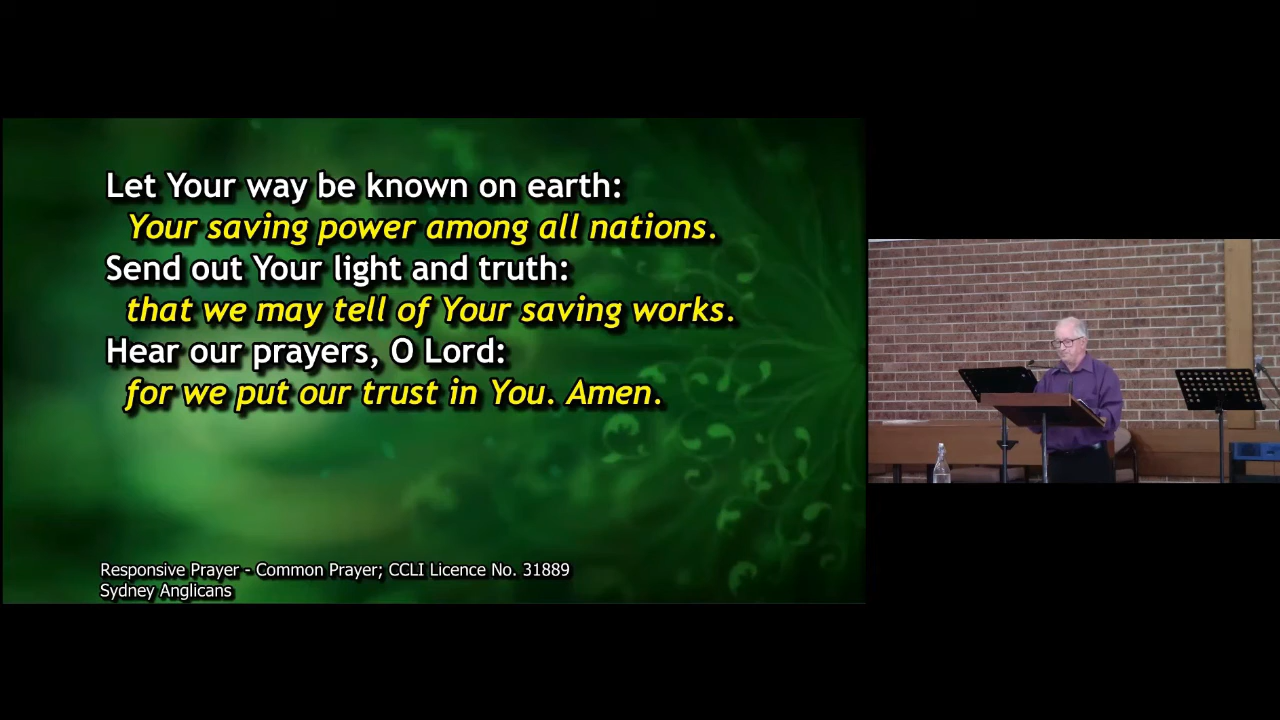 Let Your way be known on earth:
Your saving power among all nations.
Send out Your light and truth:
that we may tell of Your saving works.
Hear our prayers, O Lord:
for we put our trust in You. Amen.
Responsive Prayer - Common Prayer; CCLI Licence No. 31889
Sydney Anglicans